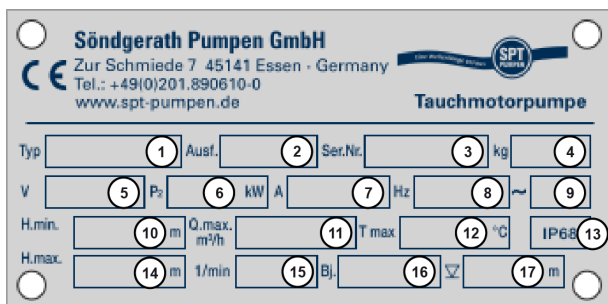 Söndgerath Pumpen GmbH
Zur Schmiede 7 45141 Essen - Germany
Tel.: +49(0)201.890610-0
www.spt-pumpen.de
CE
SPT
PUMPEN
Tauchmotorpumpe
Typ 1 Ausf. 2 Ser.Nr. 3 kg 4
V 5 P2 6 kW A 7 Hz 8 ~ 9
H.min. 10 m Q.max. m³/h 11 T max 12 °C IP68 13
H.max. 14 m 1/min 15 Bj. 16 17 m